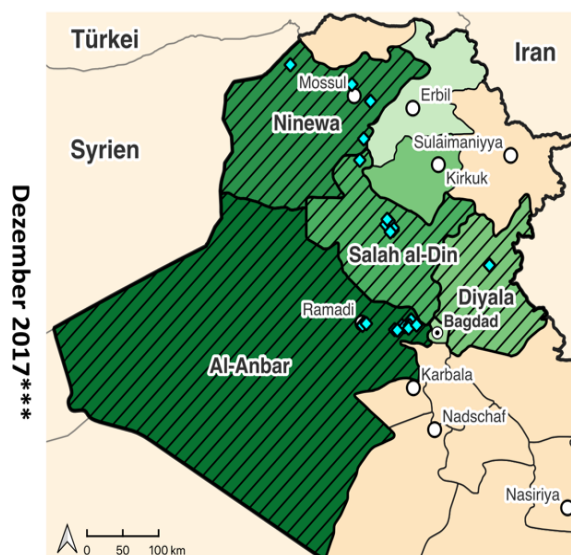 Türkei
Iran
Mossul
Erbil
Ninewa
Sulaimaniyya
Syrien
Kirkuk
Salah al-Din
Diyala
Ramadi
Bagdad
Al-Anbar
Karbala
Nadschaf
Nasiriya
0 50 100 km
Dezember 2017***